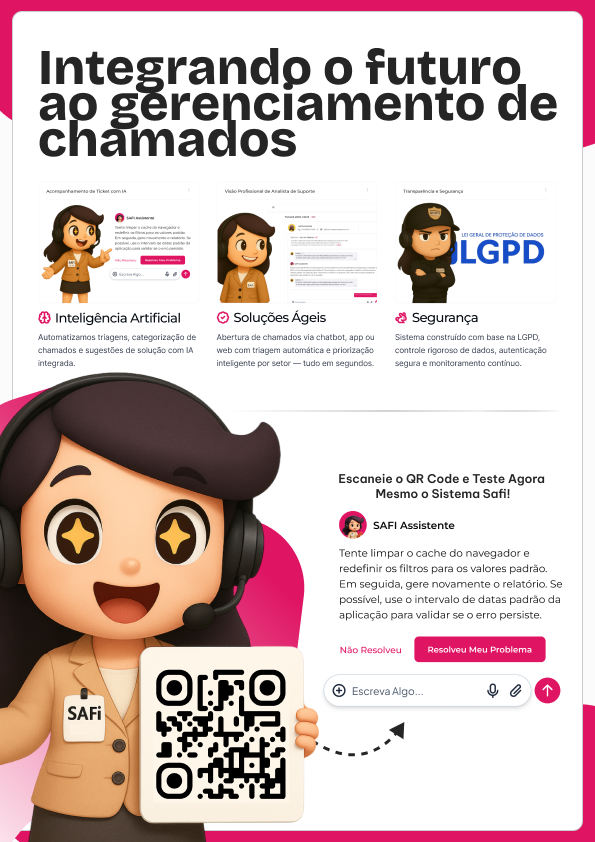 Integrando o futuro
ao gerenciamento de
chamados
Acompanhamento de Ticket com IA
SAFI Assistente
Tente limpar o cache do navegador e
redefinir os filtros para os valores padrão.
Em seguida, gere novamente o relatório. Se
possível, use o intervalo de datas padrão da
aplicação para validar se o erro persiste.
Não Resolveu
Resolveu Meu Problema
Escreva Algo...
Visão Profissional de Analista de Suporte
Transparência e Segurança
LEI GERAL DE PROTEÇÃO DE DADOS
LGPD
Inteligência Artificial
Automatizamos triagens, categorização de
chamados e sugestões de solução com IA
integrada.
Soluções Ágeis
Abertura de chamados via chatbot, app ou
web com triagem automática e priorização
inteligente por setor — tudo em segundos.
Segurança
Sistema construído com base na LGPD,
controle rigoroso de dados, autenticação
segura e monitoramento contínuo.
Escaneie o QR Code e Teste Agora
Mesmo o Sistema Safi!
SAFI Assistente
Tente limpar o cache do navegador e
redefinir os filtros para os valores padrão.
Em seguida, gere novamente o relatório. Se
possível, use o intervalo de datas padrão da
aplicação para validar se o erro persiste.
Não Resolveu
Resolveu Meu Problema
Escreva Algo...
SAFi